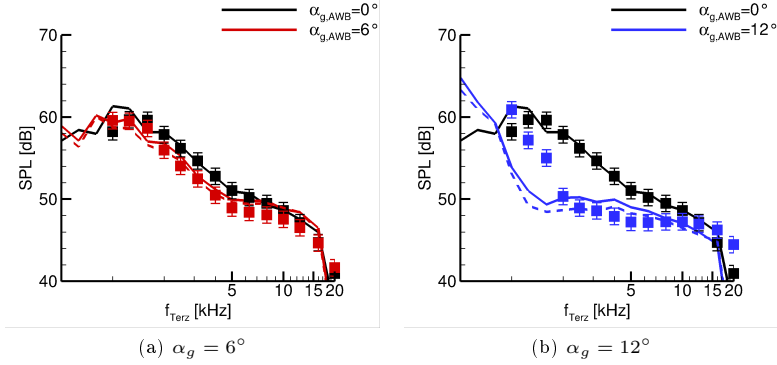 α_g,AWB=0°
α_g,AWB=6°
70
60
50
40
SPL [dB]
5 10 15 20
f_Terz [kHz]
(a) α_g = 6°
α_g,AWB=0°
α_g,AWB=12°
70
60
50
40
SPL [dB]
5 10 15 20
f_Terz [kHz]
(b) α_g = 12°